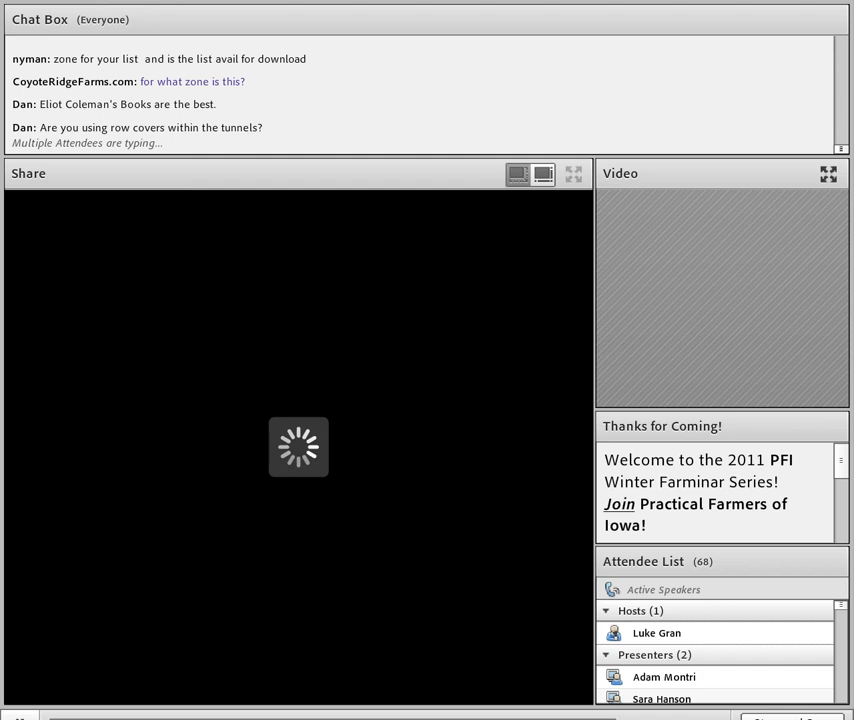 Chat Box (Everyone)
nyman: zone for your list and is the list avail for download
CoyoteRidgeFarms.com: for what zone is this?
Dan: Eliot Coleman's Books are the best.
Dan: Are you using row covers within the tunnels?
Multiple Attendees are typing...
Share
Video
Thanks for Coming!
Welcome to the 2011 PFI
Winter Farminar Series!
Join Practical Farmers of
Iowa!
Attendee List (68)
Active Speakers
Hosts (1)
Luke Gran
Presenters (2)
Adam Montri
Sara Hanson